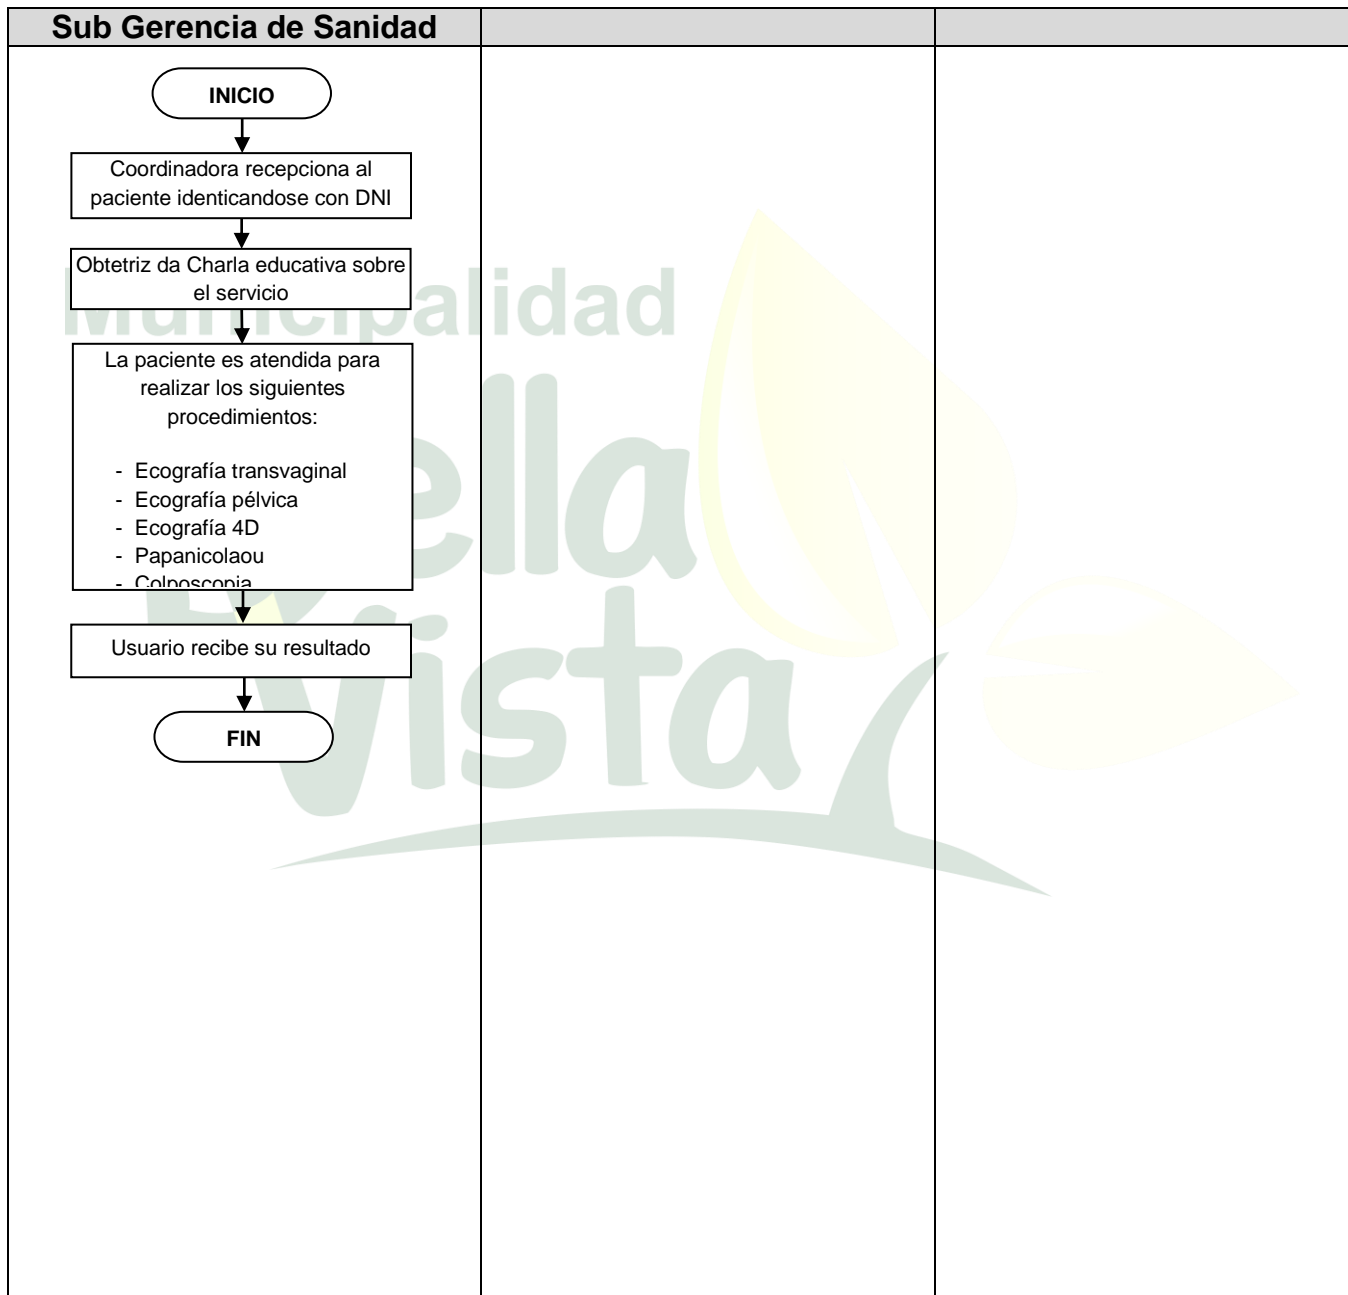 Sub Gerencia de Sanidad
INICIO
Coordinadora recepciona al
paciente identicandose con DNI
Obtetriz da Charla educativa sobre
el servicio
Municipalidad
La paciente es atendida para
realizar los siguientes
procedimientos:
- Ecografía transvaginal
- Ecografía pélvica
- Ecografía 4D
- Papanicolaou
- Colposcopia
Bella
Usuario recibe su resultado
Vista
FIN